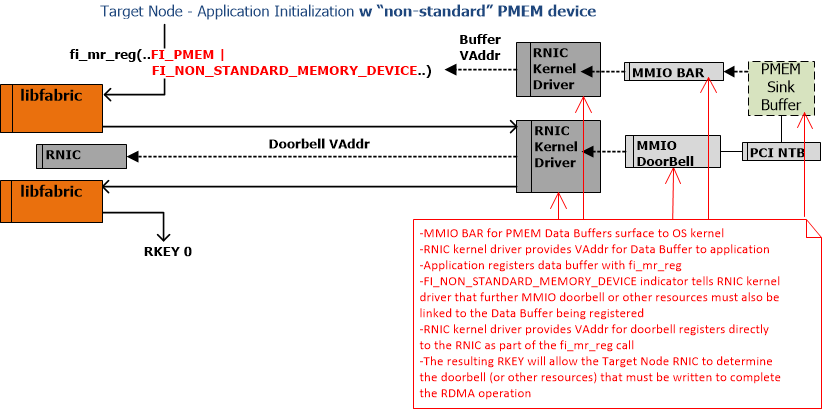 Target Node - Application Initialization w “non-standard” PMEM device
fi_mr_reg(..FI_PMEM |
FI_NON_STANDARD_MEMORY_DEVICE..)
Buffer
VAddr
RNIC
Kernel
Driver
MMIO BAR
PMEM
Sink
Buffer
libfabric
RNIC
Kernel
Driver
Doorbell VAddr
RNIC
MMIO
DoorBell
PCI NTB
libfabric
RKEY 0
-MMIO BAR for PMEM Data Buffers surface to OS kernel
-RNIC kernel driver provides VAddr for Data Buffer to application
-Application registers data buffer with fi_mr_reg
-FI_NON_STANDARD_MEMORY_DEVICE indicator tells RNIC kernel
driver that further MMIO doorbell or other resources must also be
linked to the Data Buffer being registered
-RNIC kernel driver provides VAddr for doorbell registers directly
to the RNIC as part of the fi_mr_reg call
-The resulting RKEY will allow the Target Node RNIC to determine
the doorbell (or other resources) that must be written to complete
the RDMA operation